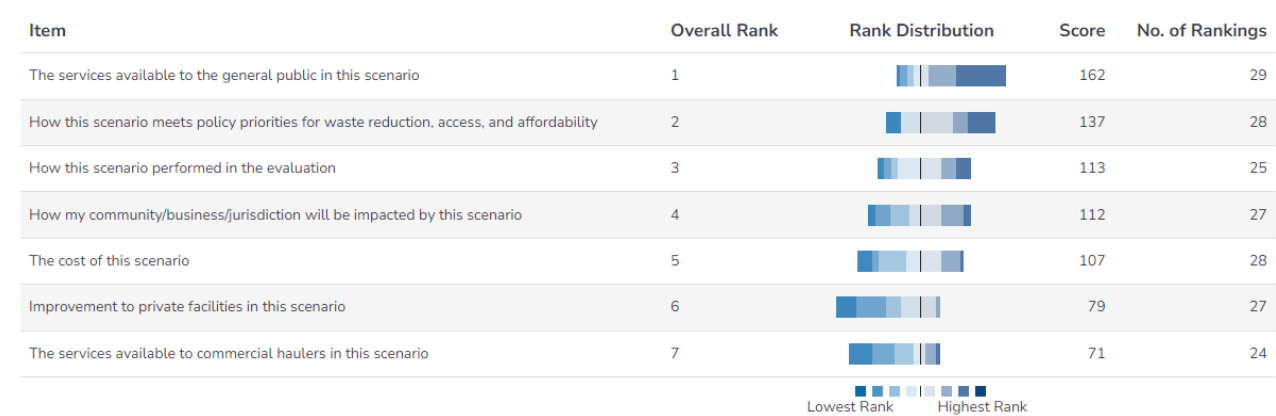 Item Overall Rank Rank Distribution Score No. of Rankings
The services available to the general public in this scenario 1 162 29
How this scenario meets policy priorities for waste reduction, access, and affordability 2 137 28
How this scenario performed in the evaluation 3 113 25
How my community/business/jurisdiction will be impacted by this scenario 4 112 27
The cost of this scenario 5 107 28
Improvement to private facilities in this scenario 6 79 27
The services available to commercial haulers in this scenario 7 71 24
Lowest Rank Highest Rank